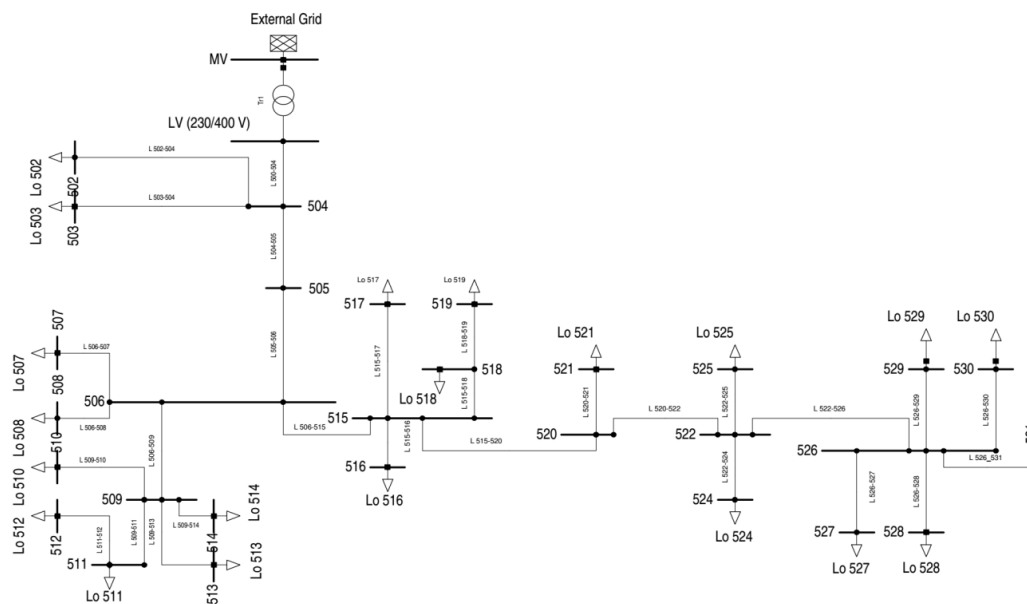 External Grid
MV
Tr1
LV (230/400 V)
L 502-504
Lo 502
502
L 500-504
L 503-504
Lo 503
503
504
L 504-505
505
Lo 517
Lo 519
517
519
Lo 529
Lo 530
507
L 506-507
Lo 507
L 505-506
L 515-517
L 518-519
Lo 521
Lo 525
508
518
521
525
529
530
506
Lo 518
L 515-518
L 520-521
L 522-525
L 526-529
L 526-530
Lo 508
L 506-508
510
L 506-515
515
L 515-516
L 515-520
520
L 520-522
522
L 522-526
526
L 526_531
L 506-509
L 509-510
Lo 510
516
Lo 516
L 522-524
L 526-527
L 526-528
509
Lo 512
512
L 511-512
L 509-511
L 509-513
L 509-514
Lo 514
514
524
Lo 524
527
Lo 527
528
Lo 528
511
Lo 511
Lo 513
513